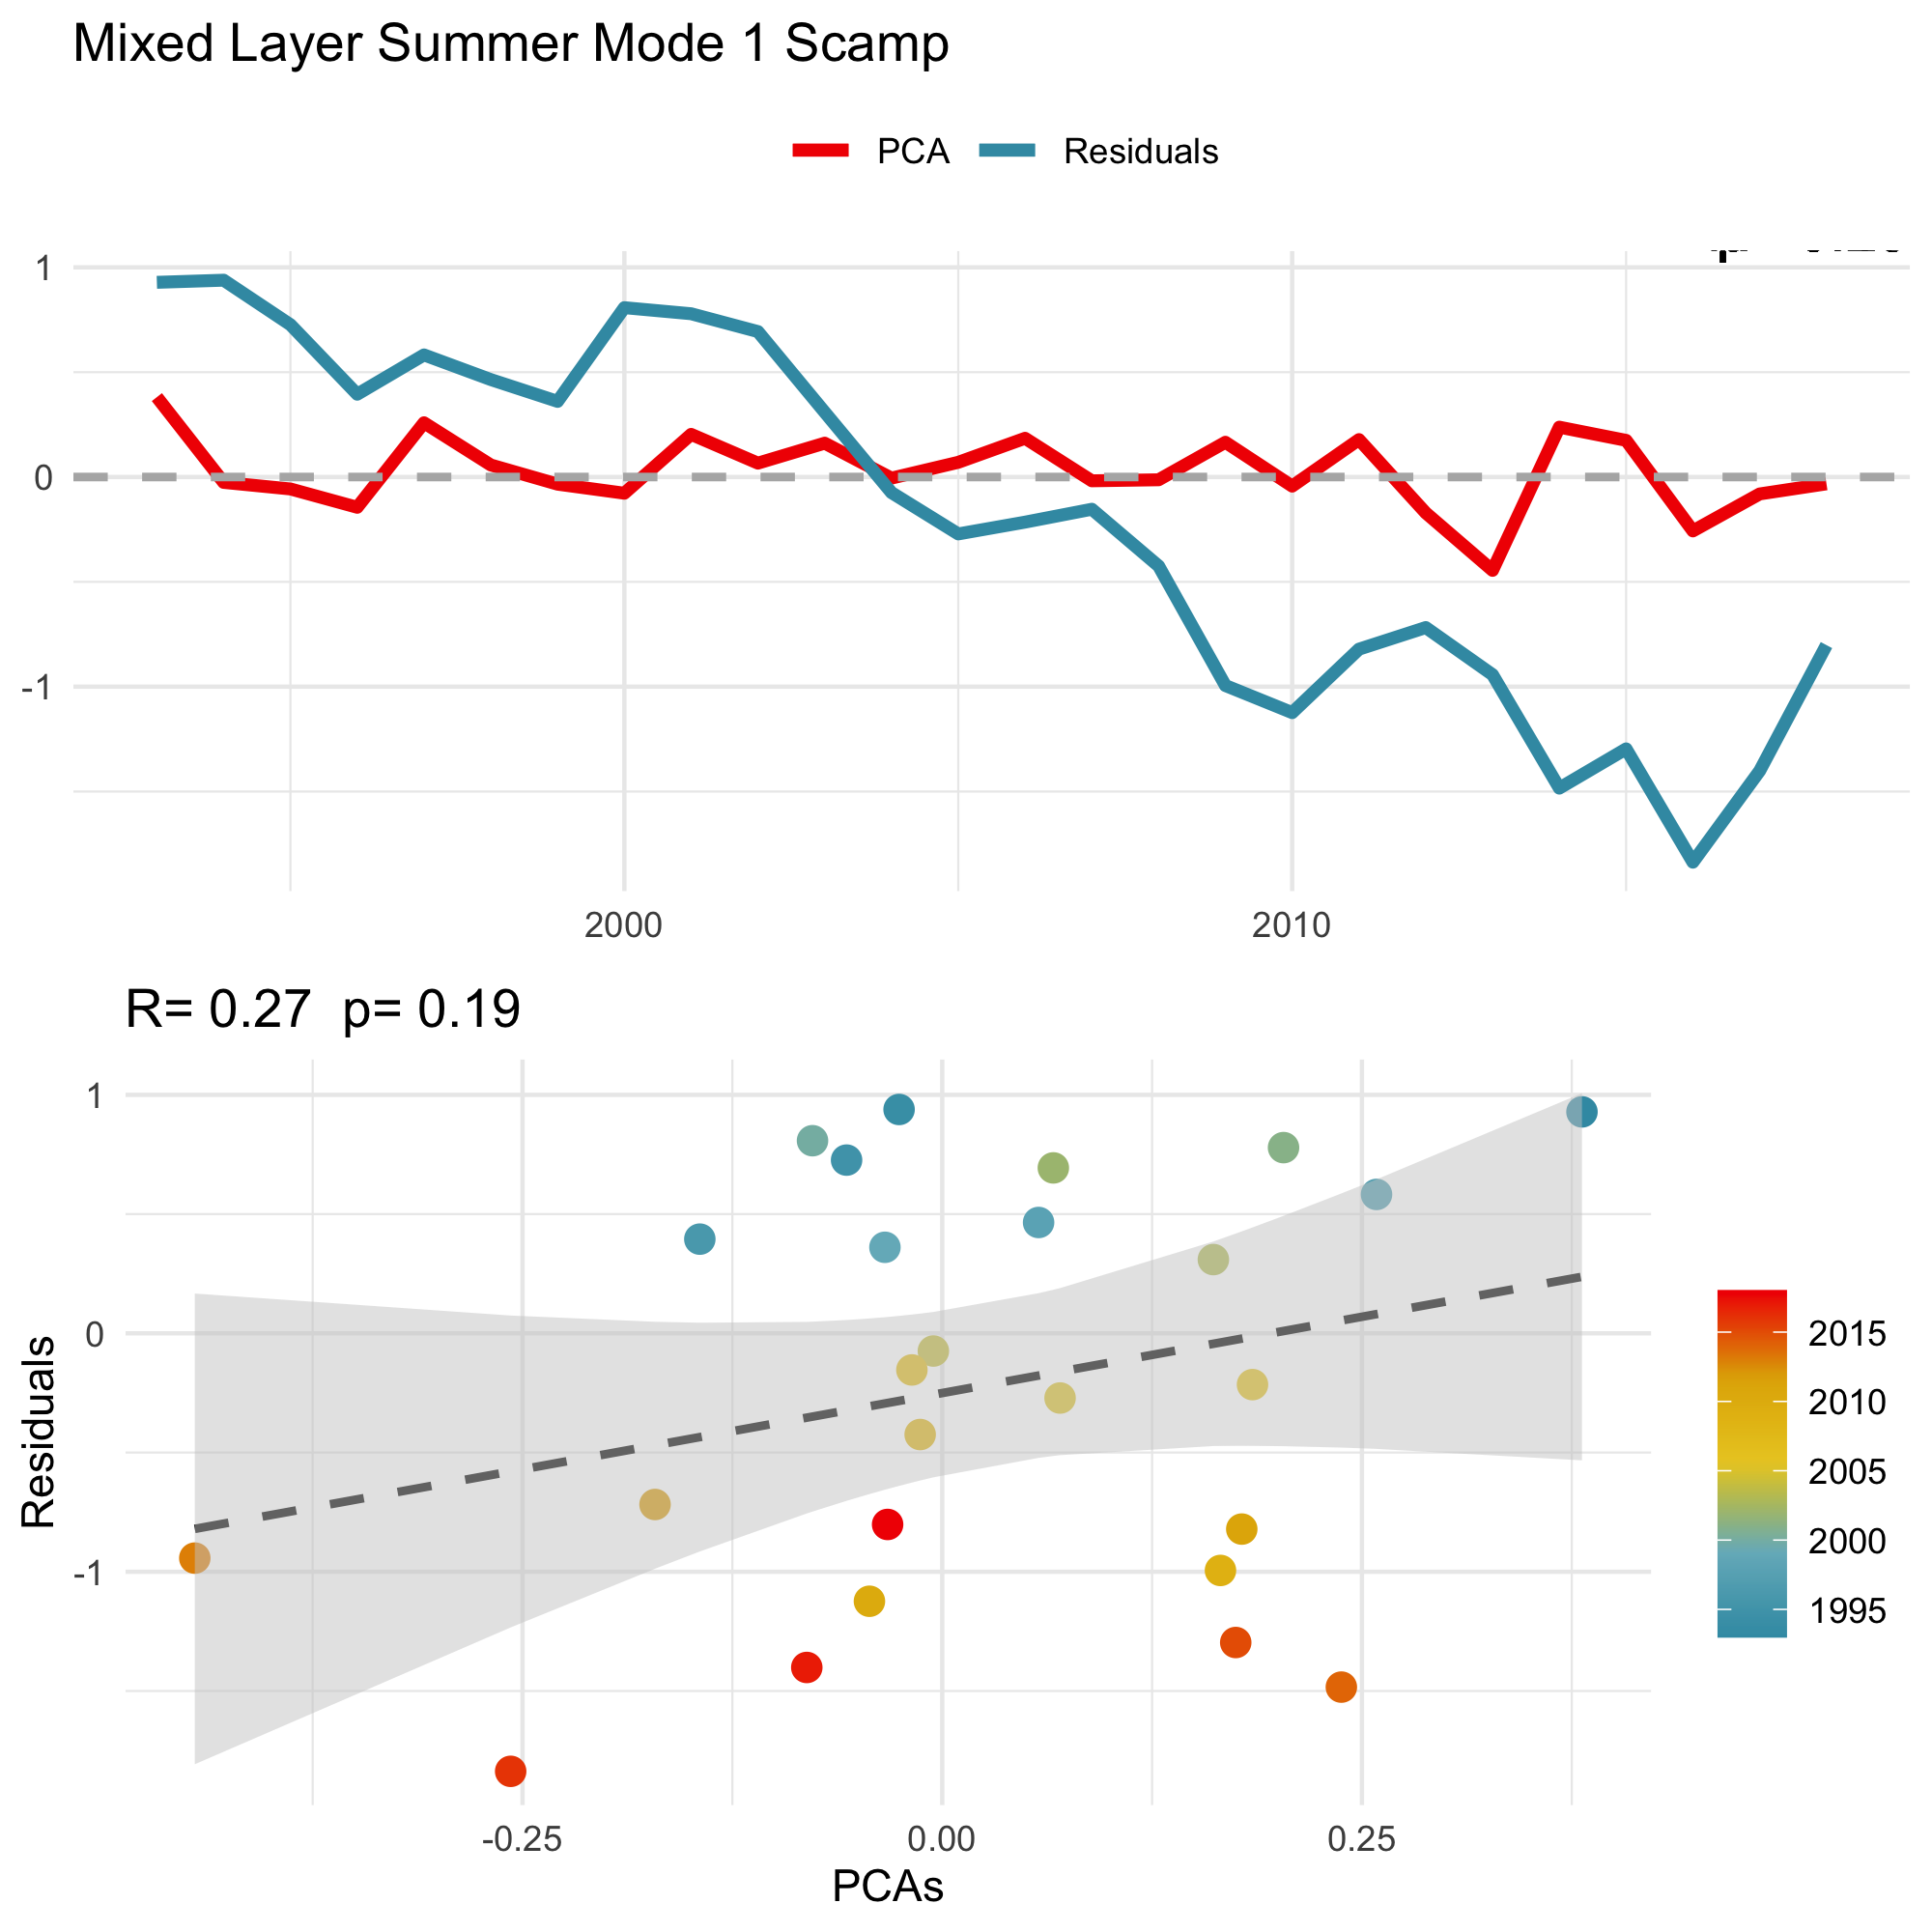 Mixed Layer Summer Mode 1 Scamp
PCA Residuals
1
0
-1
2000 2010
R= 0.27 p= 0.19
1
0
-1
Residuals
-0.25 0.00 0.25
PCAs
2015
2010
2005
2000
1995